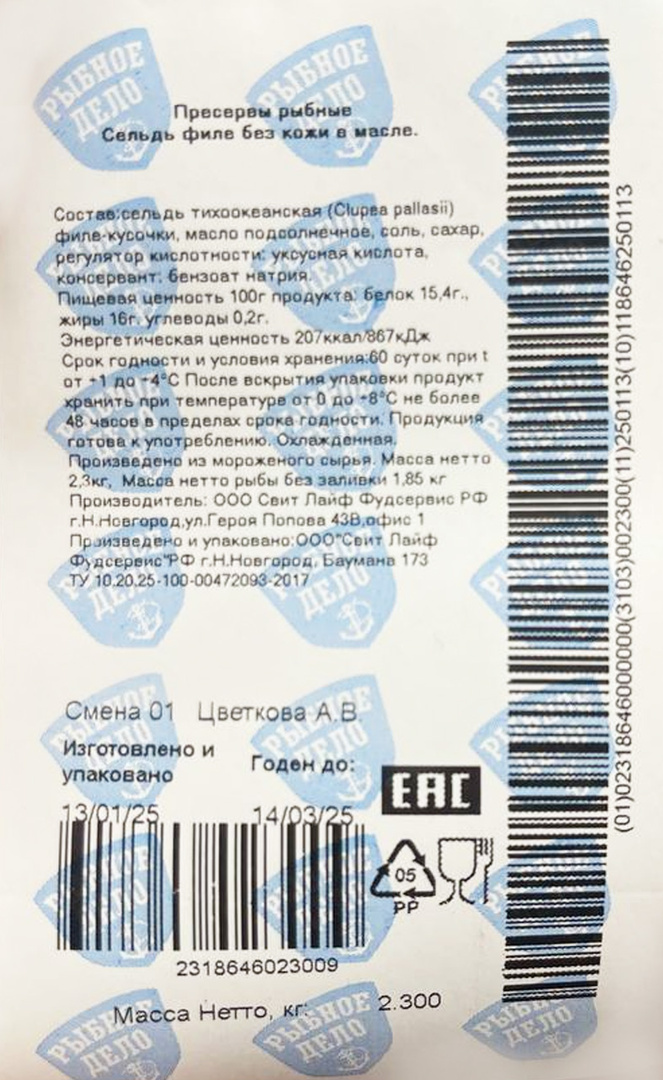 РЫБНОЕ ДЕЛО
Пресервы рыбные
Сельдь филе без кожи в масле.
Состав:сельдь тихоокеанская (Clupea pallasii)
филе-кусочки, масло подсолнечное, соль, сахар,
регулятор кислотности: уксусная кислота,
консервант: бензоат натрия.
Пищевая ценность 100г продукта: белок 15,4г.,
жиры 16г. углеводы 0,2г.
Энергетическая ценность 207ккал/867кДж
Срок годности и условия хранения:60 суток при t
от +1 до +4°С После вскрытия упаковки продукт
хранить при температуре от 0 до +8°С не более
48 часов в пределах срока годности. Продукция
готова к употреблению. Охлажденная.
Произведено из мороженого сырья. Масса нетто
2,3кг, Масса нетто рыбы без заливки 1,85 кг
Производитель: ООО Свит Лайф Фудсервис РФ
г.Н.Новгород,ул.Героя Попова 43В,офис 1
Произведено и упаковано:ООО"Свит Лайф
Фудсервис"РФ г.Н.Новгород, Баумана 173
ТУ 10.20.25-100-00472093-2017
Смена 01 Цветкова А.В.
Изготовлено и
упаковано
Годен до:
13/01/25 14/03/25
ЕАС
05
PP
2318646023009
Масса Нетто, кг: 2.300
(01)02318646000000(3103)002300(11)250113(10)118646250113